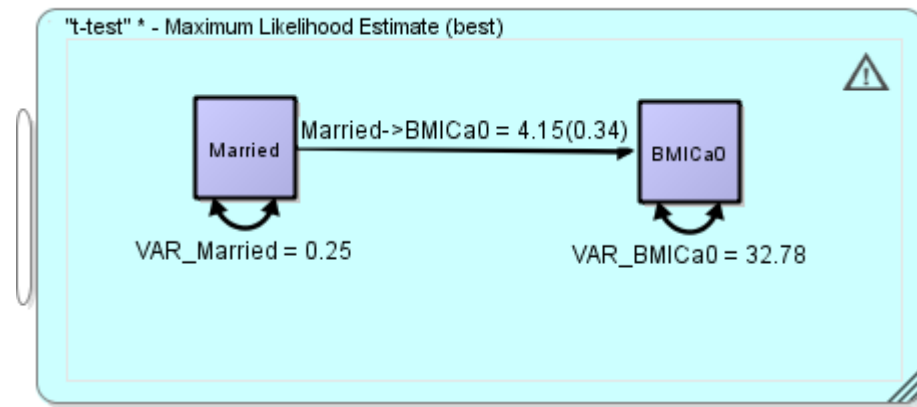 "t-test" * - Maximum Likelihood Estimate (best)
Married->BMICa0 = 4.15(0.34)
Married
BMICa0
VAR_Married = 0.25
VAR_BMICa0 = 32.78